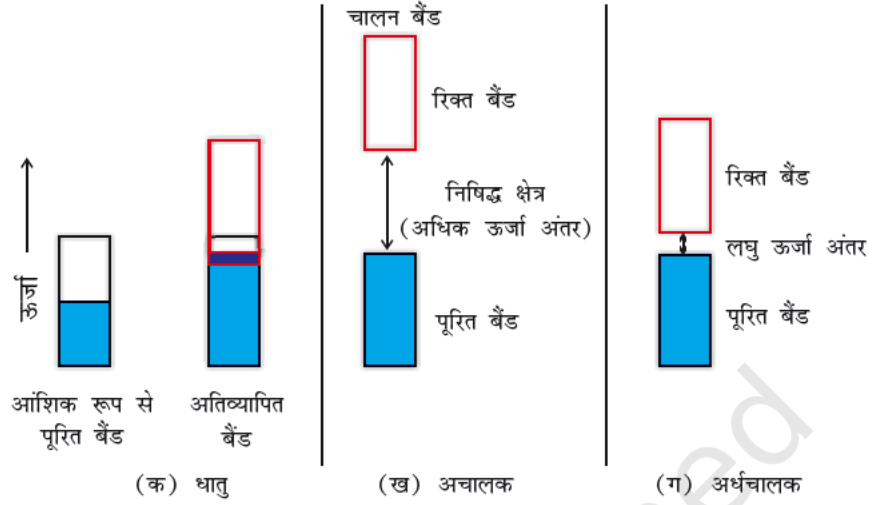 ऊर्जा
आंशिक रूप से
पूरित बैंड
अतिव्यापित
बैंड
(क) धातु
चालन बैंड
रिक्त बैंड
निषिद्ध क्षेत्र
(अधिक ऊर्जा अंतर)
पूरित बैंड
(ख) अचालक
रिक्त बैंड
लघु ऊर्जा अंतर
पूरित बैंड
(ग) अर्धचालक